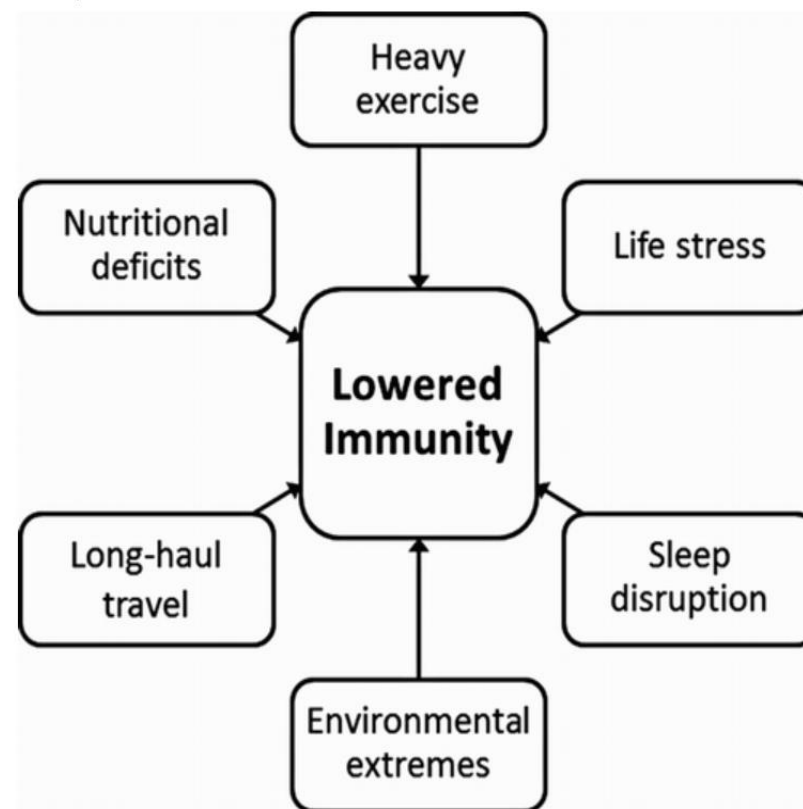 Heavy
exercise
Nutritional
deficits
Life stress
Lowered
Immunity
Long-haul
travel
Sleep
disruption
Environmental
extremes